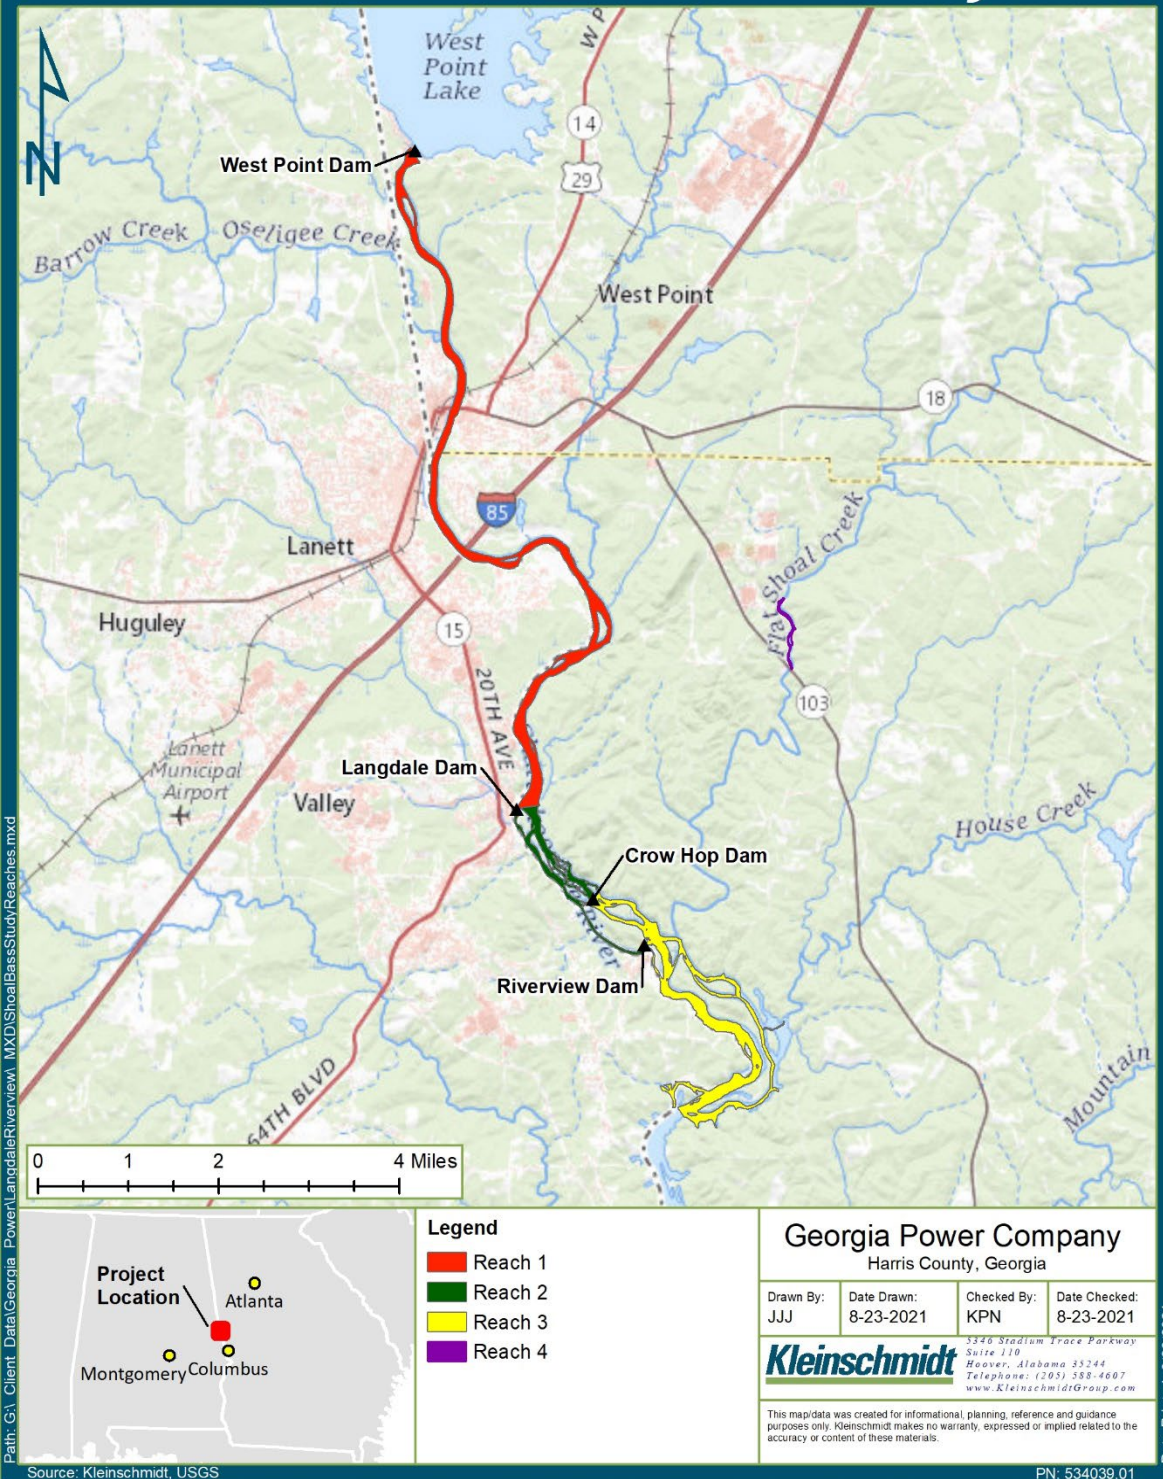 West
Point
Lake
W P
N
14
29
West Point Dam
Barrow Creek
Oseligee Creek
West Point
18
85
Lanett
Flat Shoal Creek
Huguley
15
20TH AVE
103
Lanett
Municipal
Airport
Langdale Dam
Valley
House Creek
Crow Hop Dam
River
Riverview Dam
Mountain
64TH BLVD
0 1 2 4 Miles
Legend
Reach 1
Reach 2
Reach 3
Reach 4
Project
Location
Atlanta
Montgomery
Columbus
Georgia Power Company
Harris County, Georgia
Drawn By:
JJJ
Date Drawn:
8-23-2021
Checked By:
KPN
Date Checked:
8-23-2021
Kleinschmidt
5346 Stadium Trace Parkway
Suite 110
Hoover, Alabama 35244
Telephone: (205) 588-4607
www.KleinschmidtGroup.com
This map/data was created for informational, planning, reference and guidance
purposes only. Kleinschmidt makes no warranty, expressed or implied related to the
accuracy or content of these materials.
Path: G:\ Client Data\Georgia Power\LangdaleRiverview\ MXD\ShoalBassStudyReaches.mxd
Source: Kleinschmidt, USGS
PN: 534039.01